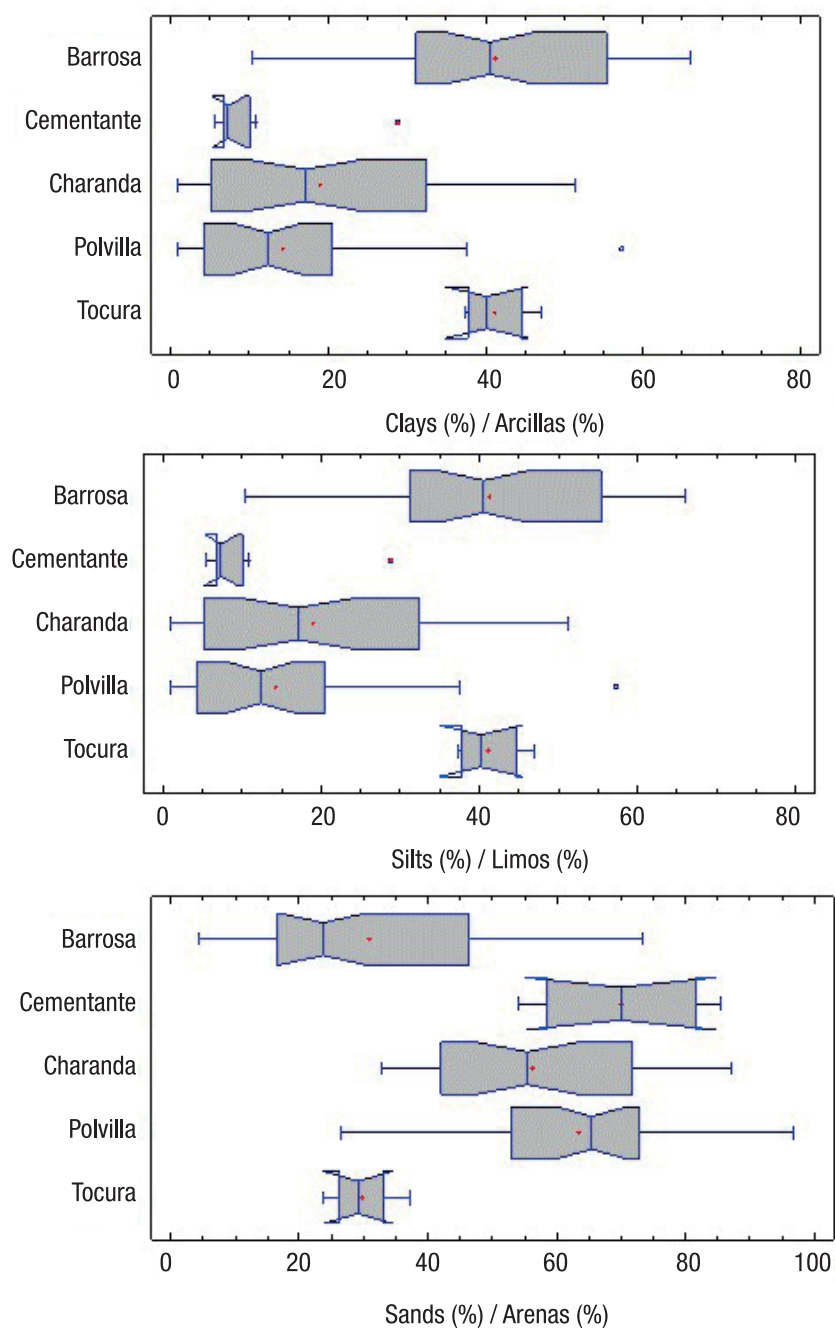 Barrosa
Cementante
Charanda
Polvilla
Tocura
0 20 40 60 80
Clays (%) / Arcillas (%)
Barrosa
Cementante
Charanda
Polvilla
Tocura
0 20 40 60 80
Silts (%) / Limos (%)
Barrosa
Cementante
Charanda
Polvilla
Tocura
0 20 40 60 80 100
Sands (%) / Arenas (%)